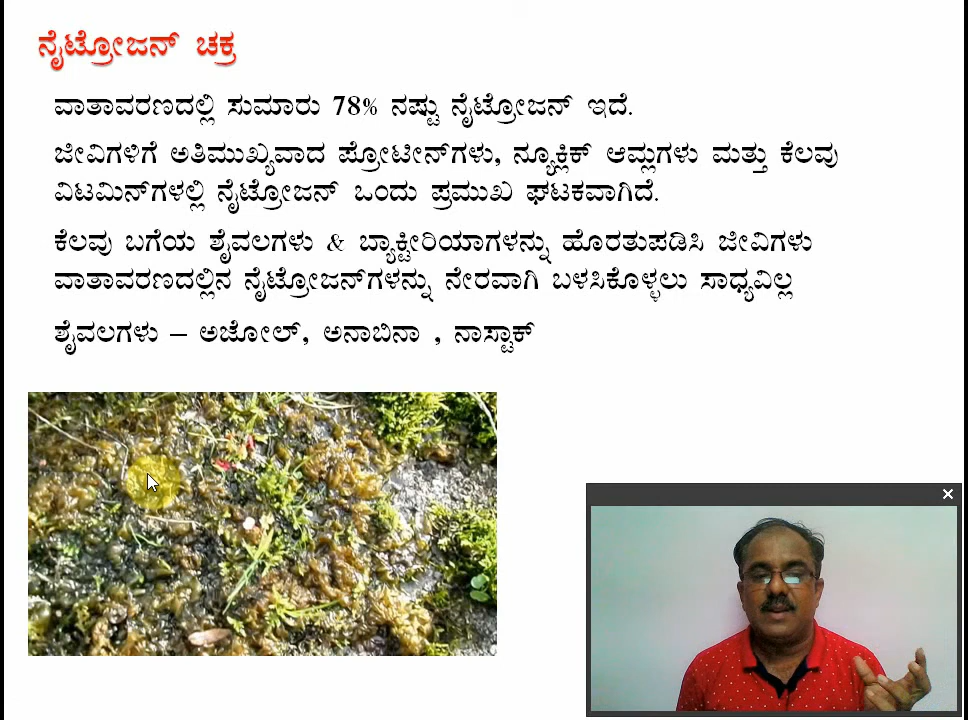 ನೈಟ್ರೋಜನ್ ಚಕ್ರ
ವಾತಾವರಣದಲ್ಲಿ ಸುಮಾರು 78% ನಷ್ಟು ನೈಟ್ರೋಜನ್ ಇದೆ.
ಜೀವಿಗಳಿಗೆ ಅತಿಮುಖ್ಯವಾದ ಪ್ರೋಟೀನ್‌ಗಳು, ನ್ಯೂಕ್ಲಿಕ್ ಆಮ್ಲಗಳು ಮತ್ತು ಕೆಲವು
ವಿಟಮಿನ್‌ಗಳಲ್ಲಿ ನೈಟ್ರೋಜನ್ ಒಂದು ಪ್ರಮುಖ ಘಟಕವಾಗಿದೆ.
ಕೆಲವು ಬಗೆಯ ಶೈವಲಗಳು & ಬ್ಯಾಕ್ಟೀರಿಯಾಗಳನ್ನು ಹೊರತುಪಡಿಸಿ ಜೀವಿಗಳು
ವಾತಾವರಣದಲ್ಲಿನ ನೈಟ್ರೋಜನ್‌ಗಳನ್ನು ನೇರವಾಗಿ ಬಳಸಿಕೊಳ್ಳಲು ಸಾಧ್ಯವಿಲ್ಲ
ಶೈವಲಗಳು – ಅಜೋಲ್, ಅನಾಬಿನಾ , ನಾಸ್ಟಾಕ್